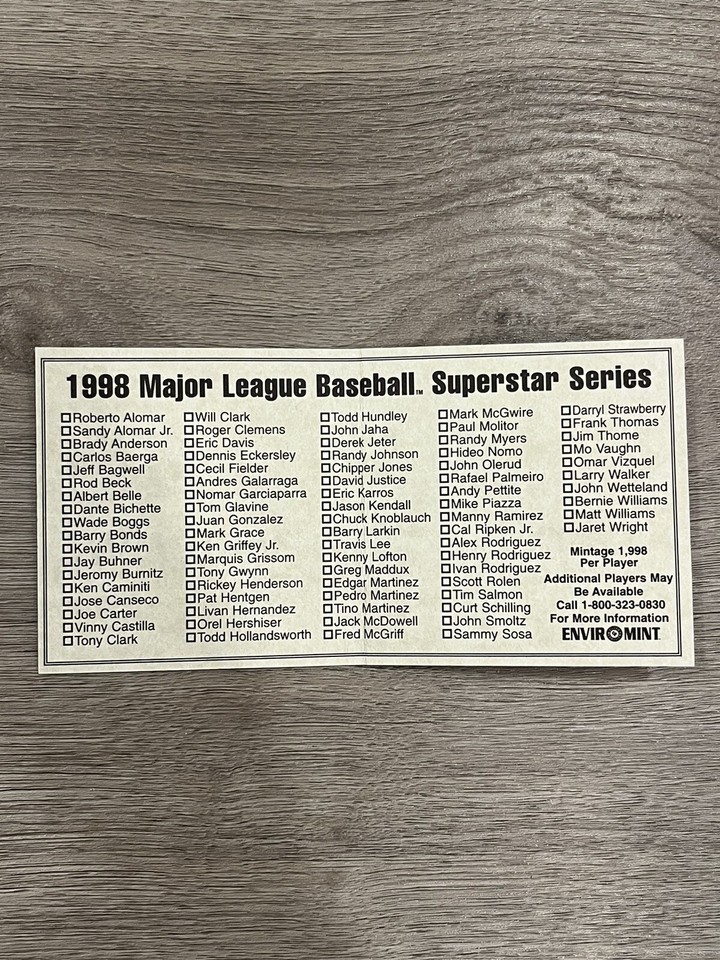 1998 Major League Baseball™ Superstar Series
☐Roberto Alomar
☐Sandy Alomar Jr.
☐Brady Anderson
☐Carlos Baerga
☐Jeff Bagwell
☐Rod Beck
☐Albert Belle
☐Dante Bichette
☐Wade Boggs
☐Barry Bonds
☐Kevin Brown
☐Jay Buhner
☐Jeromy Burnitz
☐Ken Caminiti
☐Jose Canseco
☐Joe Carter
☐Vinny Castilla
☐Tony Clark
☐Will Clark
☐Roger Clemens
☐Eric Davis
☐Dennis Eckersley
☐Cecil Fielder
☐Andres Galarraga
☐Nomar Garciaparra
☐Tom Glavine
☐Juan Gonzalez
☐Mark Grace
☐Ken Griffey Jr.
☐Marquis Grissom
☐Tony Gwynn
☐Rickey Henderson
☐Pat Hentgen
☐Livan Hernandez
☐Orel Hershiser
☐Todd Hollandsworth
☐Todd Hundley
☐John Jaha
☐Derek Jeter
☐Randy Johnson
☐Chipper Jones
☐David Justice
☐Eric Karros
☐Jason Kendall
☐Chuck Knoblauch
☐Barry Larkin
☐Travis Lee
☐Kenny Lofton
☐Greg Maddux
☐Edgar Martinez
☐Pedro Martinez
☐Tino Martinez
☐Jack McDowell
☐Fred McGriff
☐Mark McGwire
☐Paul Molitor
☐Randy Myers
☐Hideo Nomo
☐John Olerud
☐Rafael Palmeiro
☐Andy Pettite
☐Mike Piazza
☐Manny Ramirez
☐Cal Ripken Jr.
☐Alex Rodriguez
☐Henry Rodriguez
☐Ivan Rodriguez
☐Scott Rolen
☐Tim Salmon
☐Curt Schilling
☐John Smoltz
☐Sammy Sosa
☐Darryl Strawberry
☐Frank Thomas
☐Jim Thome
☐Mo Vaughn
☐Omar Vizquel
☐Larry Walker
☐John Wetteland
☐Bernie Williams
☐Matt Williams
☐Jaret Wright
Mintage 1,998
Per Player
Additional Players May
Be Available
Call 1-800-323-0830
For More Information
ENVIROMINT